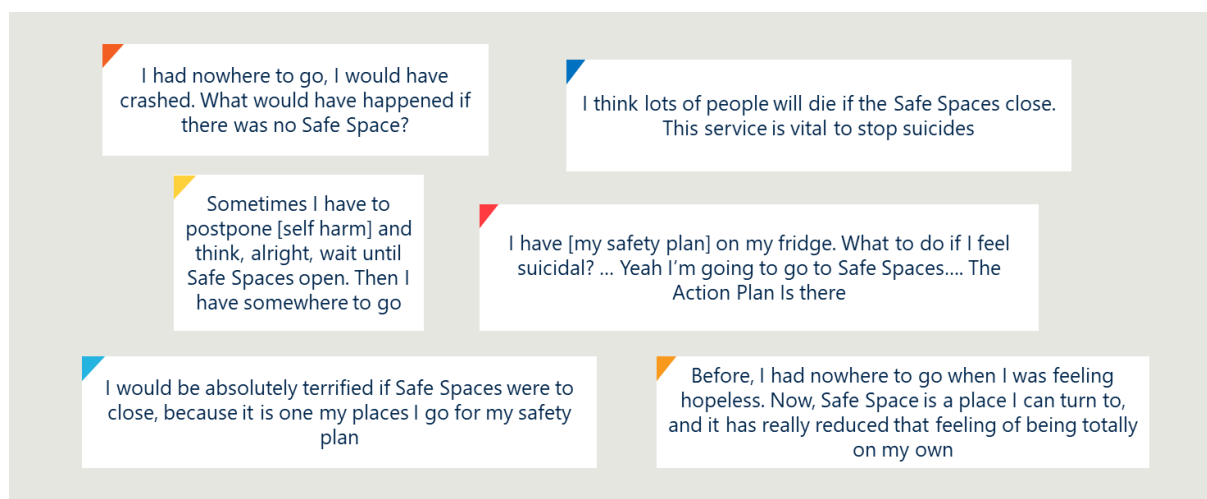 I had nowhere to go, I would have
crashed. What would have happened if
there was no Safe Space?
I think lots of people will die if the Safe Spaces close.
This service is vital to stop suicides
Sometimes I have to
postpone [self harm] and
think, alright, wait until
Safe Spaces open. Then I
have somewhere to go
I have [my safety plan] on my fridge. What to do if I feel
suicidal? ... Yeah I'm going to go to Safe Spaces.... The
Action Plan Is there
I would be absolutely terrified if Safe Spaces were to
close, because it is one my places I go for my safety
plan
Before, I had nowhere to go when I was feeling
hopeless. Now, Safe Space is a place I can turn to,
and it has really reduced that feeling of being totally
on my own